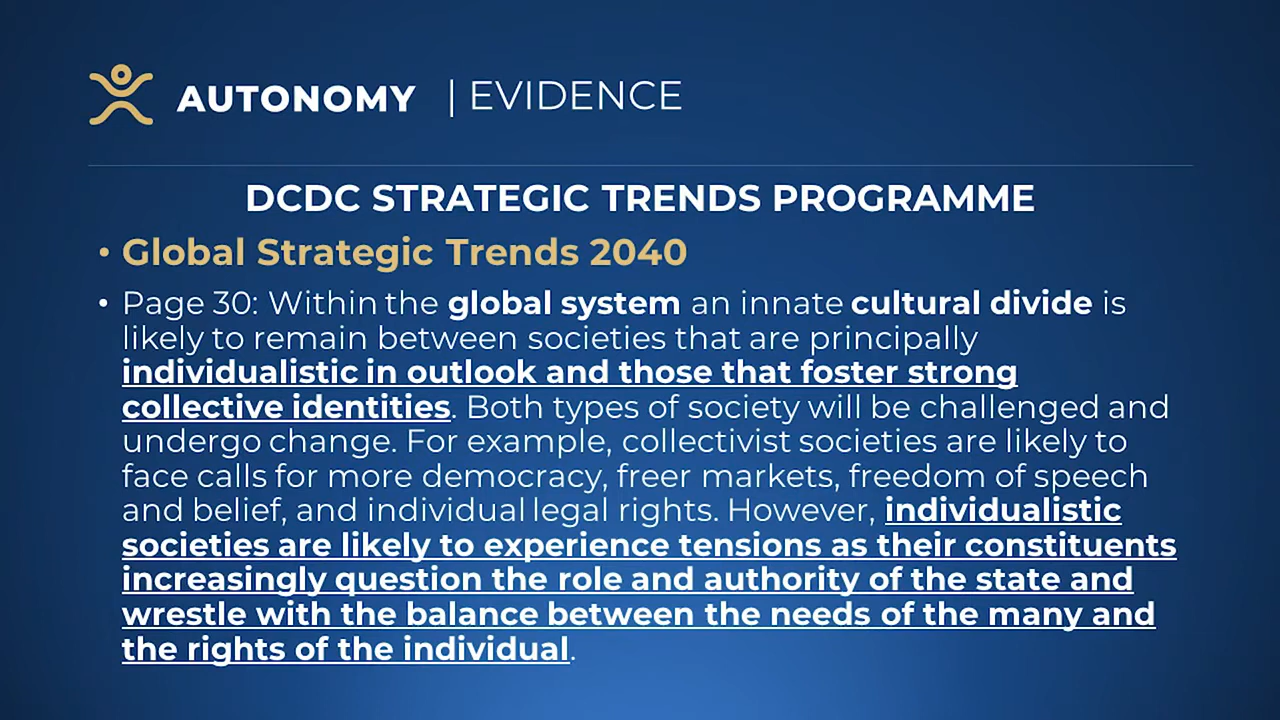 AUTONOMY | EVIDENCE
DCDC STRATEGIC TRENDS PROGRAMME
• Global Strategic Trends 2040
• Page 30: Within the global system an innate cultural divide is
likely to remain between societies that are principally
individualistic in outlook and those that foster strong
collective identities. Both types of society will be challenged and
undergo change. For example, collectivist societies are likely to
face calls for more democracy, freer markets, freedom of speech
and belief, and individual legal rights. However, individualistic
societies are likely to experience tensions as their constituents
increasingly question the role and authority of the state and
wrestle with the balance between the needs of the many and
the rights of the individual.